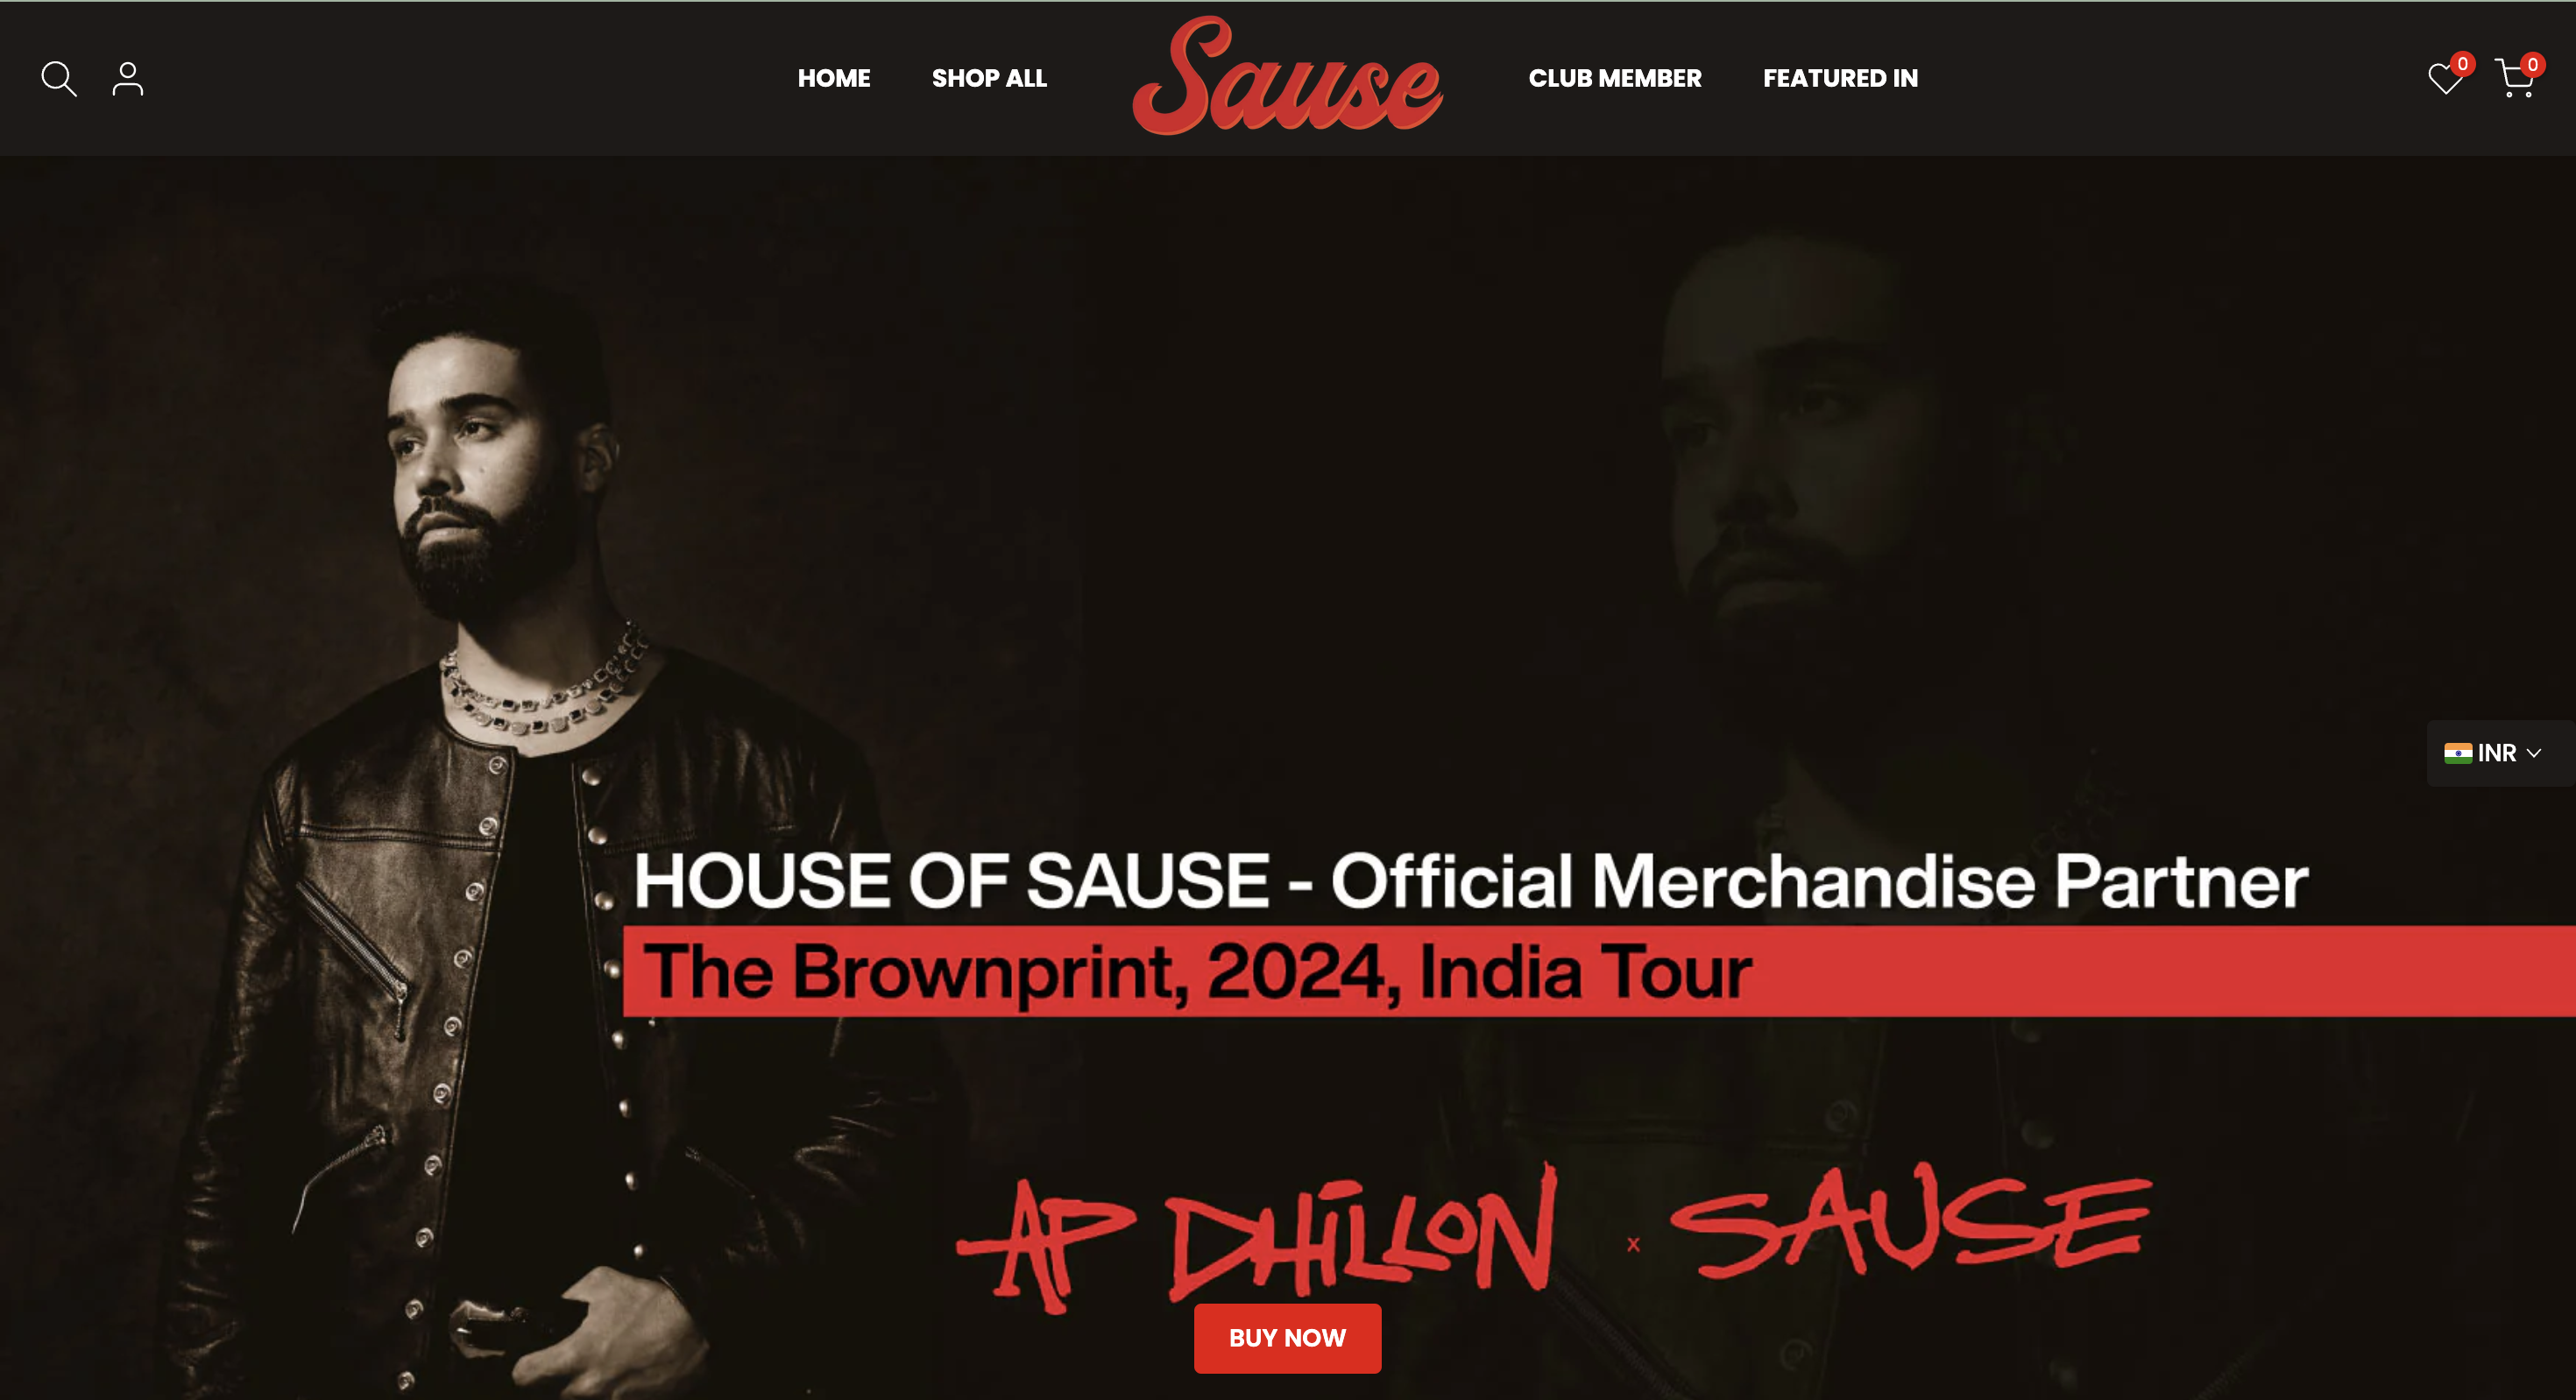 HOME SHOP ALL Sause CLUB MEMBER FEATURED IN 0 0
INR
HOUSE OF SAUSE - Official Merchandise Partner
The Brownprint, 2024, India Tour
AP DHILLON x SAUSE
BUY NOW